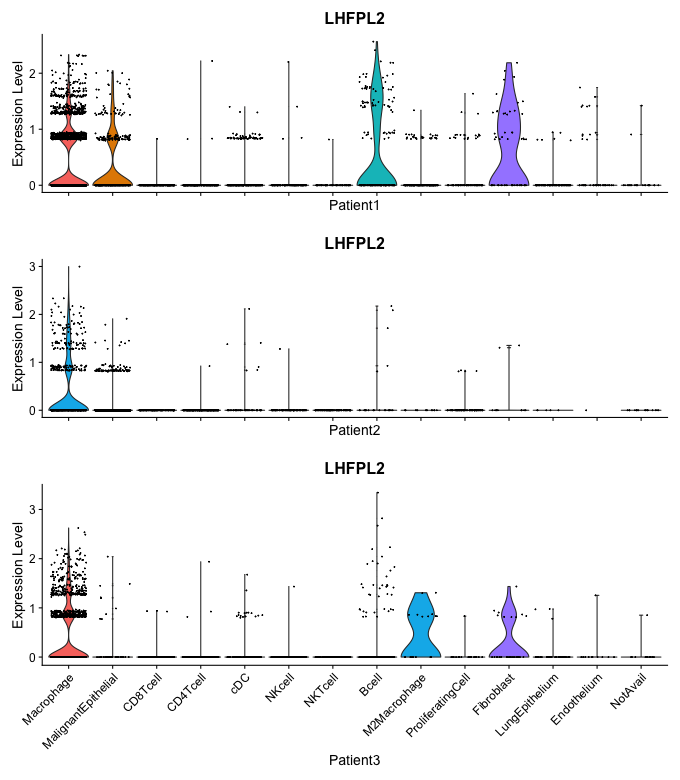 LHFPL2
Expression Level
2
1
0
Patient1
LHFPL2
Expression Level
3
2
1
0
Patient2
LHFPL2
Expression Level
3
2
1
0
Macrophage
MalignantEpithelial
CD8Tcell
CD4Tcell
cDC
NKcell
NKTcell
Bcell
M2Macrophage
ProliferatingCell
Fibroblast
LungEpithelium
Endothelium
NotAvail
Patient3